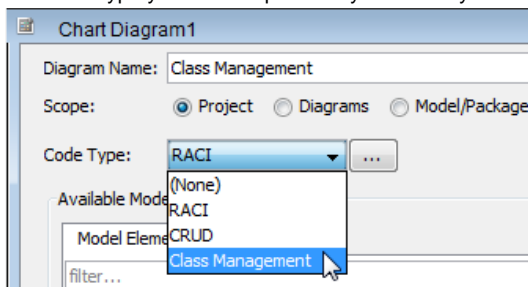 Chart Diagram1
Diagram Name: Class Management
Scope: Project Diagrams Model/Package
Code Type: RACI ...
(None)
Available Mode
RACI
CRUD
Model Eleme
Class Management
filter...